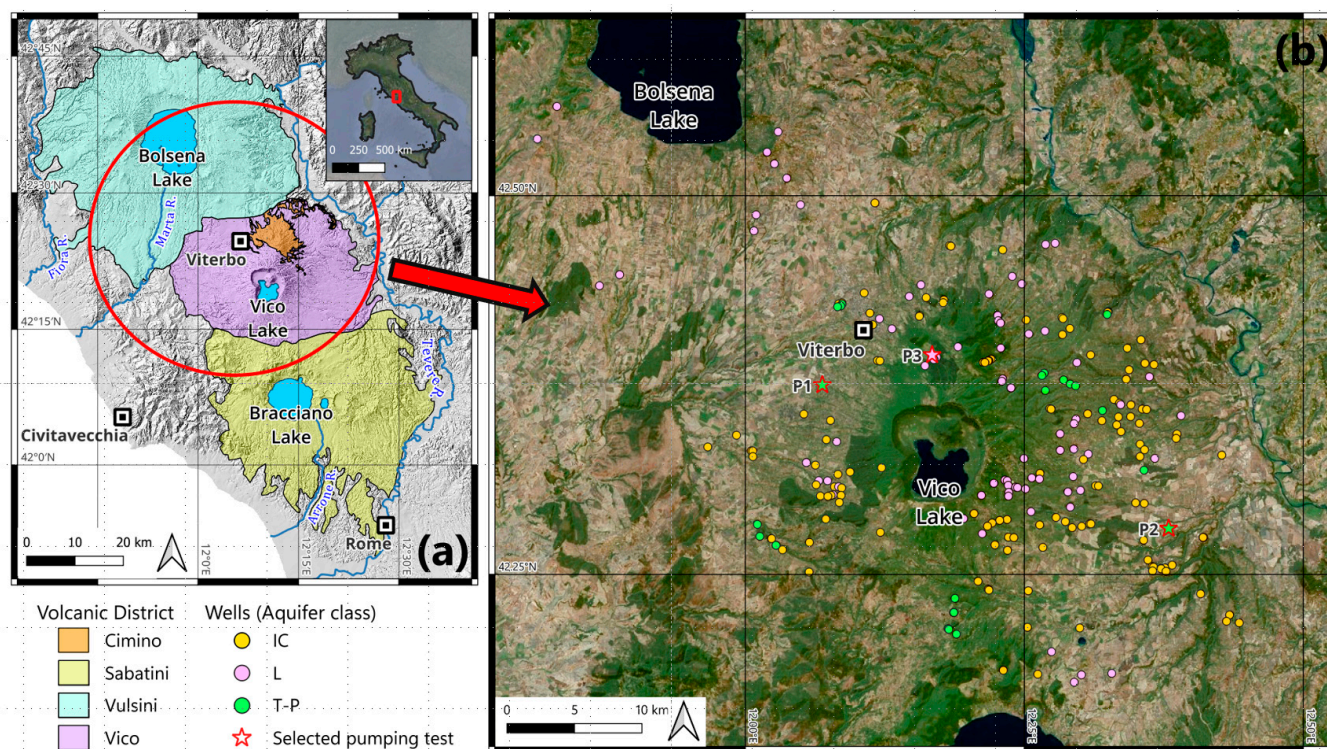 42°45'N
42°30'N
42°15'N
42°0'N
12°0'E
12°15'E
12°30'E
Bolsena
Lake
Marta R.
Fiora R.
Viterbo
Vico
Lake
Tevere R.
Bracciano
Lake
Civitavecchia
Arrone R.
Rome
0 250 500 km
0 10 20 km
(a)
Volcanic District
Cimino
Sabatini
Vulsini
Vico
Wells (Aquifer class)
IC
L
T-P
Selected pumping test
(b)
Bolsena
Lake
42.50°N
Viterbo
P3
P1
Vico
Lake
P2
42.25°N
0 5 10 km
12.00°E
12.25°E
12.50°E